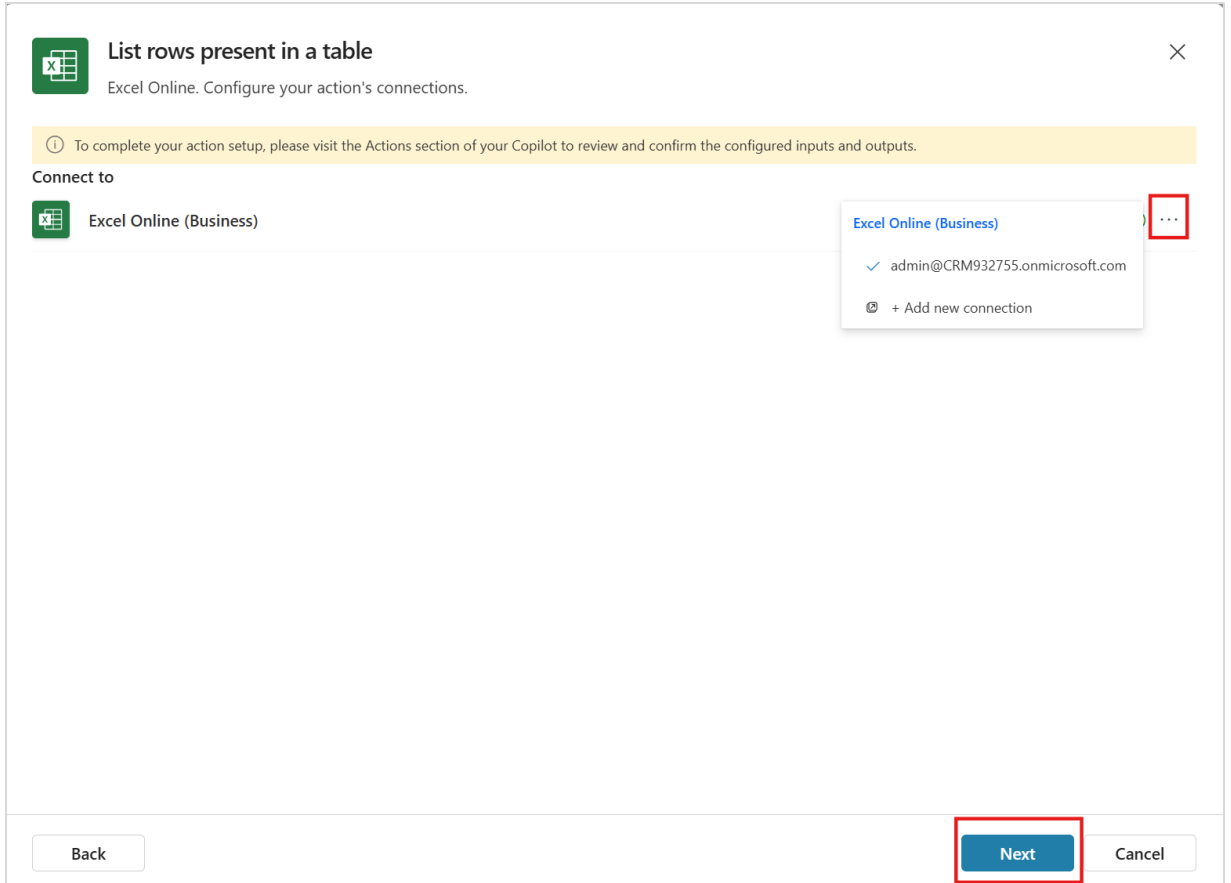 List rows present in a table
Excel Online. Configure your action's connections.
To complete your action setup, please visit the Actions section of your Copilot to review and confirm the configured inputs and outputs.
Connect to
Excel Online (Business)
Excel Online (Business)
...
admin@CRM932755.onmicrosoft.com
+ Add new connection
Back
Next
Cancel